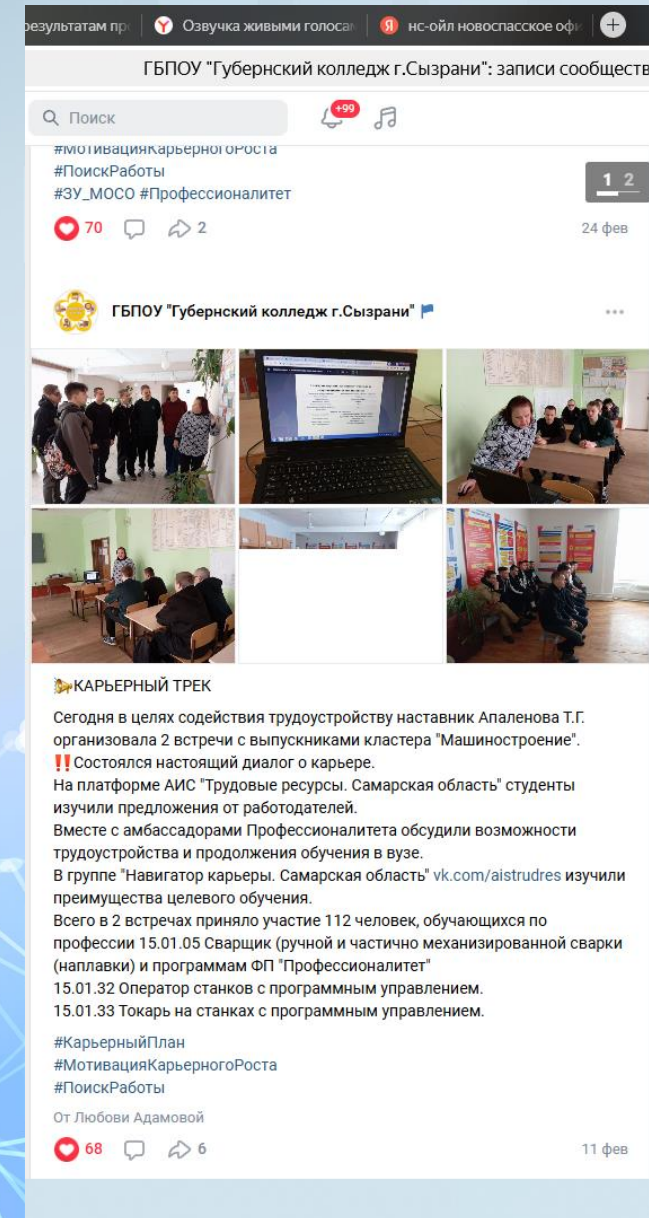 результатам пр
Озвучка живыми голоса
нс-ойл новоспасское оф
ГБПОУ "Губернский колледж г.Сызрани": записи сообществ
Поиск
+99
#МотивацияКарьерногоРоста
#ПоискРаботы
#ЗУ_МОСО #Профессионалитет
1 2
70 2 24 фев
ГБПОУ "Губернский колледж г.Сызрани"
КАРЬЕРНЫЙ ТРЕК
Сегодня в целях содействия трудоустройству наставник Апаленова Т.Г.
организовала 2 встречи с выпускниками кластера "Машиностроение".
‼Состоялся настоящий диалог о карьере.
На платформе АИС "Трудовые ресурсы. Самарская область" студенты
изучили предложения от работодателей.
Вместе с амбассадорами Профессионалитета обсудили возможности
трудоустройства и продолжения обучения в вузе.
В группе "Навигатор карьеры. Самарская область" vk.com/aistrudres изучили
преимущества целевого обучения.
Всего в 2 встречах приняло участие 112 человек, обучающихся по
профессии 15.01.05 Сварщик (ручной и частично механизированной сварки
(наплавки) и программам ФП "Профессионалитет"
15.01.32 Оператор станков с программным управлением.
15.01.33 Токарь на станках с программным управлением.
#КарьерныйПлан
#МотивацияКарьерногоРоста
#ПоискРаботы
От Любови Адамовой
68 6 11 фев